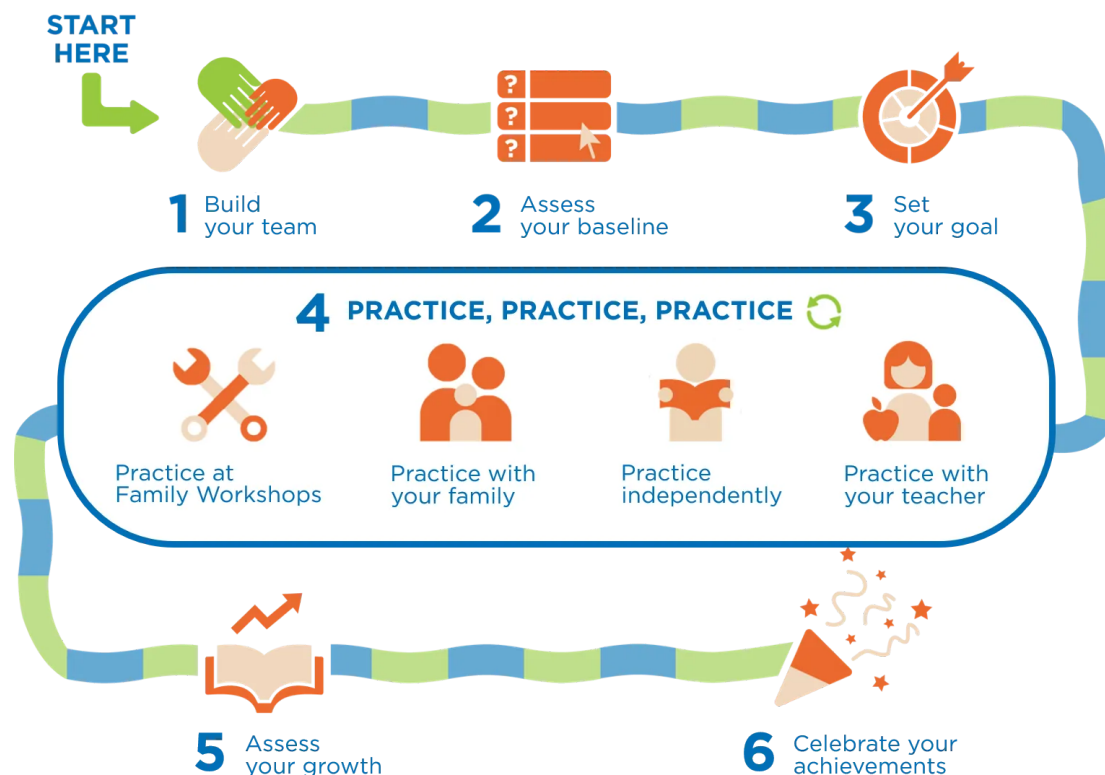 START
HERE
1 Build
your team
2 Assess
your baseline
3 Set
your goal
4 PRACTICE, PRACTICE, PRACTICE
Practice at
Family Workshops
Practice with
your family
Practice
independently
Practice with
your teacher
?
?
?
5 Assess
your growth
6 Celebrate your
achievements